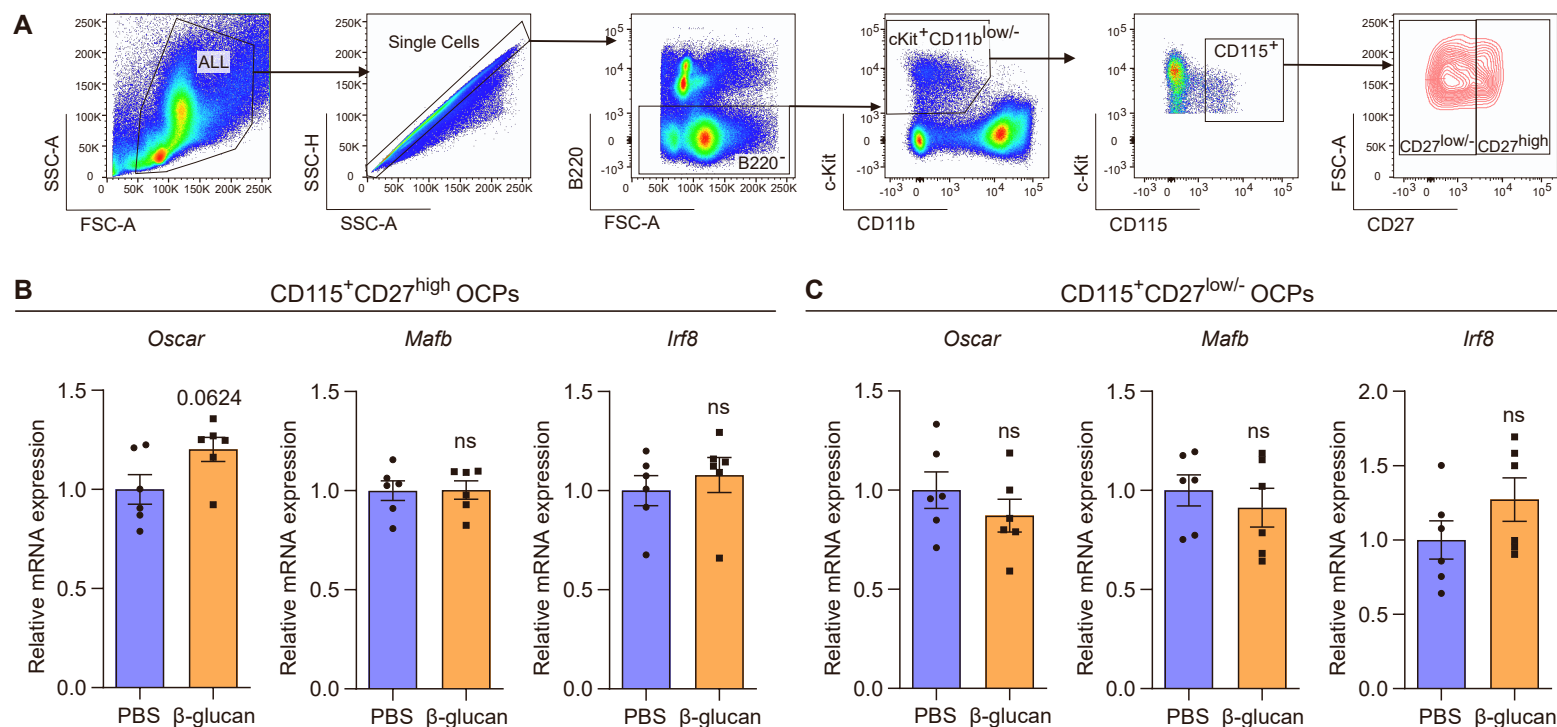 A
250K
200K
150K
100K
50K
0
SSC-A
0 50K 100K 150K 200K 250K
FSC-A
ALL
250K
200K
150K
100K
50K
0
SSC-H
0 50K 100K 150K 200K 250K
SSC-A
Single Cells
10^5
10^4
10^3
0
-10^3
B220
0 50K 100K 150K 200K 250K
FSC-A
B220^-
10^5
10^4
10^3
0
-10^3
c-Kit
-10^3 0 10^3 10^4 10^5
CD11b
cKit^+CD11b^low/-
10^5
10^4
10^3
0
-10^3
c-Kit
-10^3 0 10^3 10^4 10^5
CD115
CD115^+
250K
200K
150K
100K
50K
0
FSC-A
-10^3 0 10^3 10^4 10^5
CD27
CD27^low/- CD27^high
B
CD115^+CD27^high OCPs
Oscar
Relative mRNA expression
1.5
1.0
0.5
0.0
0.0624
PBS β-glucan
Mafb
Relative mRNA expression
1.5
1.0
0.5
0.0
ns
PBS β-glucan
Irf8
Relative mRNA expression
1.5
1.0
0.5
0.0
ns
PBS β-glucan
C
CD115^+CD27^low/- OCPs
Oscar
Relative mRNA expression
1.5
1.0
0.5
0.0
ns
PBS β-glucan
Mafb
Relative mRNA expression
1.5
1.0
0.5
0.0
ns
PBS β-glucan
Irf8
Relative mRNA expression
2.0
1.5
1.0
0.5
0.0
ns
PBS β-glucan